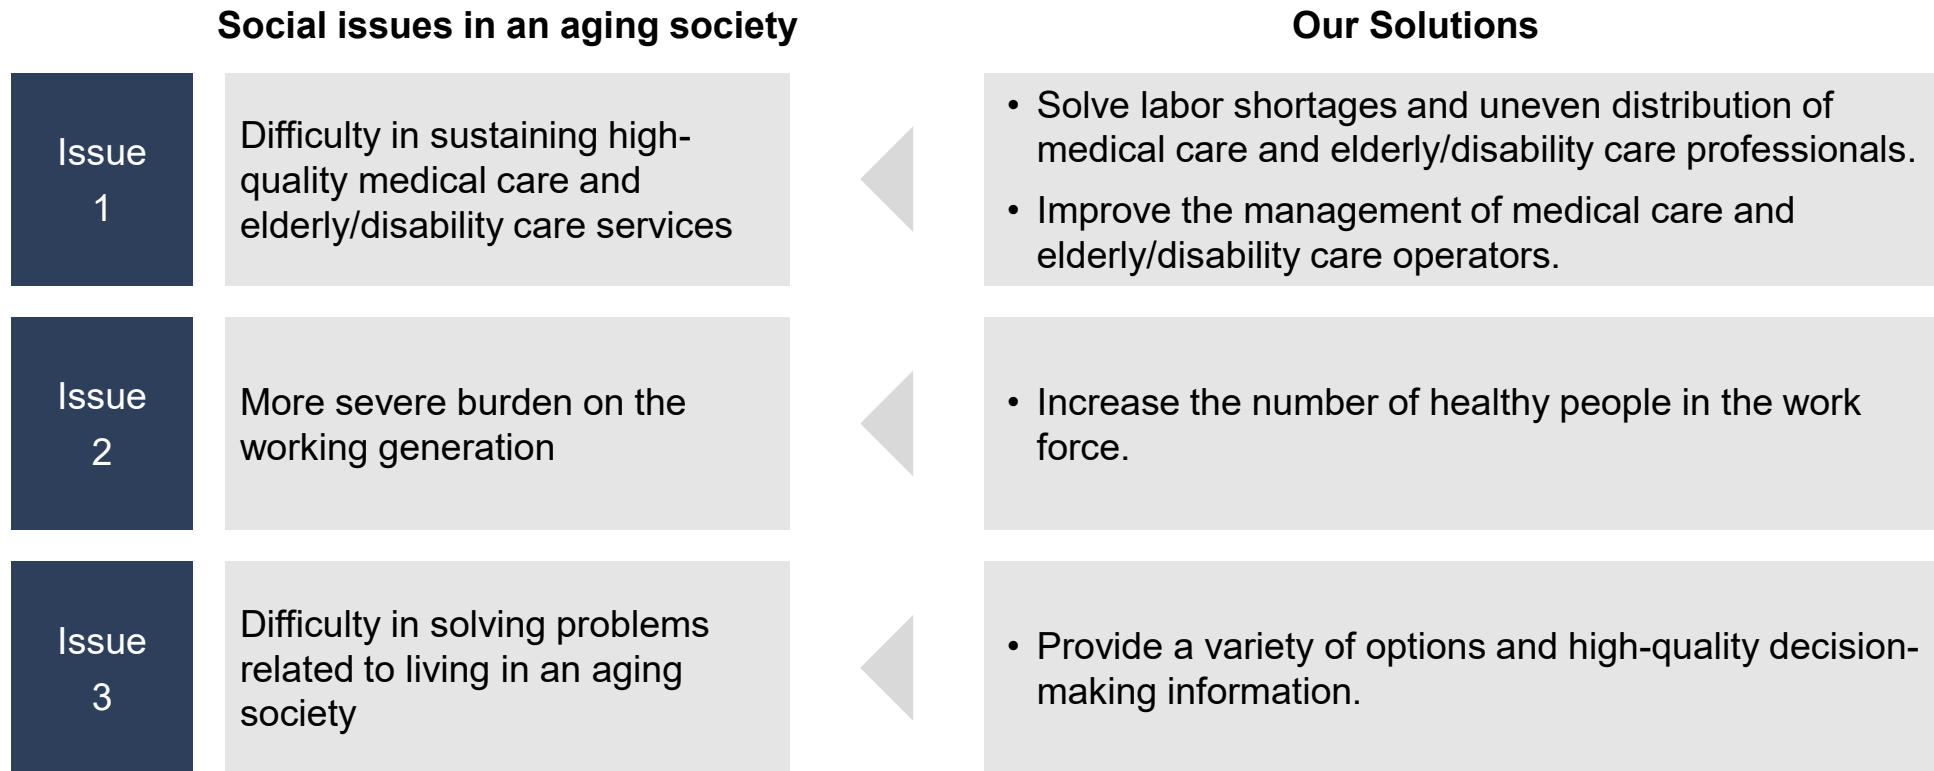 Social issues in an aging society
Our Solutions
Issue
1
Difficulty in sustaining high-
quality medical care and
elderly/disability care services
• Solve labor shortages and uneven distribution of
medical care and elderly/disability care professionals.
• Improve the management of medical care and
elderly/disability care operators.
Issue
2
More severe burden on the
working generation
• Increase the number of healthy people in the work
force.
Issue
3
Difficulty in solving problems
related to living in an aging
society
• Provide a variety of options and high-quality decision-
making information.